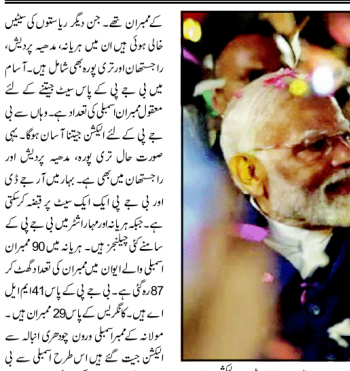 کے ممبران تھے۔ جن دیگر ریاستوں کی سیٹیں
خالی ہوئی ہیں ان میں ہریانہ، مدھیہ پردیش،
راجستھان اور تری پورہ بھی شامل ہیں۔ آسام
میں بی جے پی کے پاس سیٹ جیتنے کے لئے
معقول ممبران اسمبلی کی تعداد ہے۔ وہاں سے بی
جے پی کے لئے الیکشن جیتنا آسان ہوگا۔ یہی
صورت حال تری پورہ، مدھیہ پردیش اور
راجستھان میں بھی ہے۔ بہار میں آر جے ڈی
اور بی جے پی ایک ایک سیٹ پر قبضہ کر سکتی
ہے۔ جبکہ ہریانہ اور مہاراشٹر میں بی جے پی کے
سامنے کئی چیلنجز ہیں۔ ہریانہ میں 90 ممبران
اسمبلی والے ایوان میں ممبران کی تعداد گھٹ کر
87 رہ گئی ہے۔ بی جے پی کے پاس 41 ایم ایل
اے ہیں۔ کانگریس کے پاس 29 ممبران ہیں۔
مولانہ کے ممبر اسمبلی ورون چودھری انبالہ سے
الیکشن جیت گئے ہیں اس طرح اسمبلی سے بی